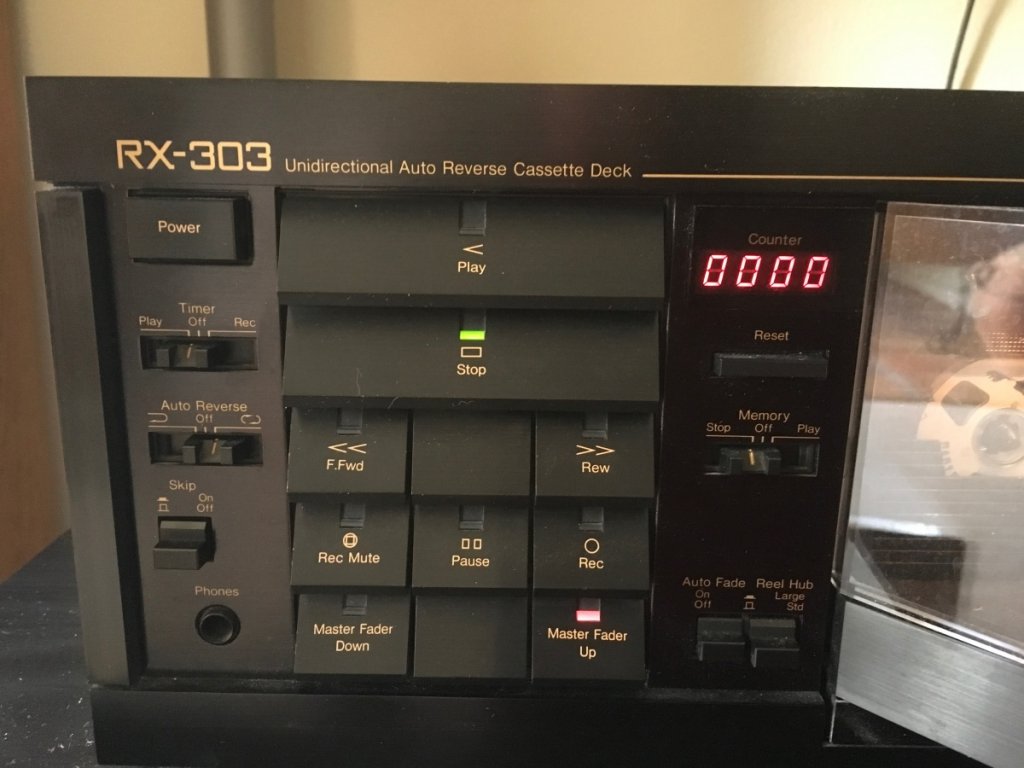 RX-303 Unidirectional Auto Reverse Cassette Deck
Power
Timer
Play Off Rec
Auto Reverse
Off
Skip
On
Off
Phones
< Play
Stop
<< F.Fwd
>> Rew
Rec Mute
Pause
Rec
Master Fader
Down
Master Fader
Up
Counter
0000
Reset
Memory
Stop Off Play
Auto Fade
On
Off
Reel Hub
Large
Std